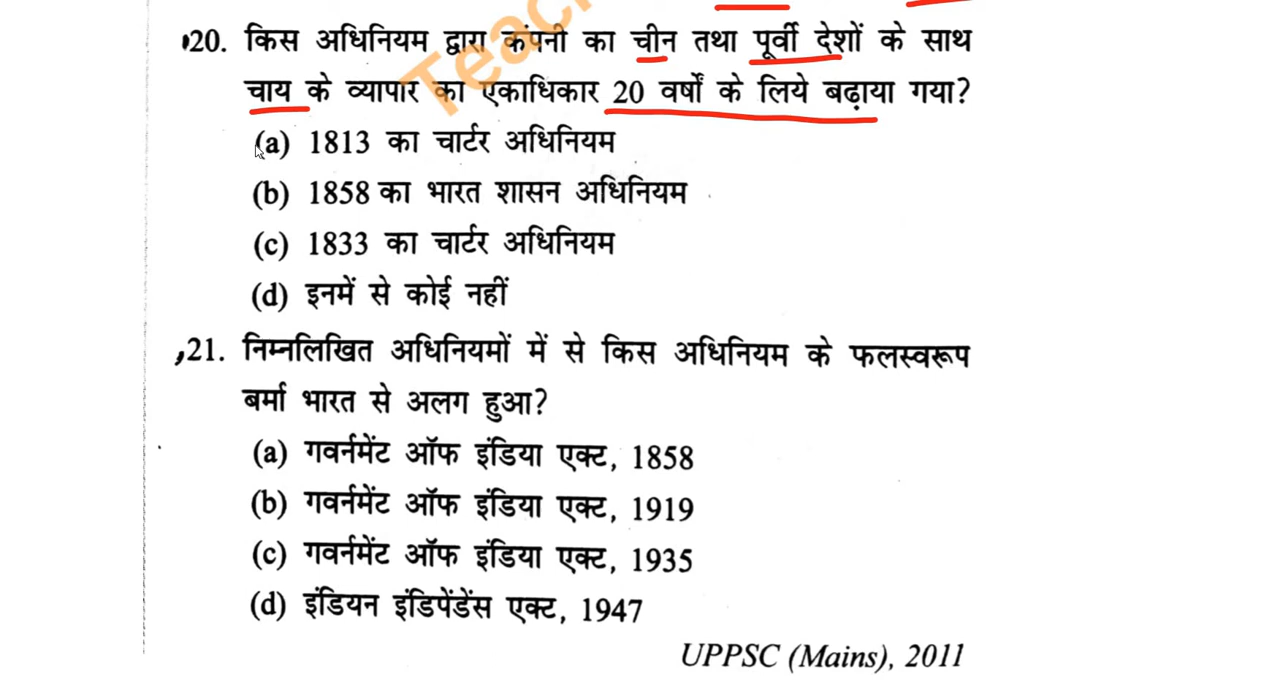 20. किस अधिनियम द्वारा कंपनी का चीन तथा पूर्वी देशों के साथ
चाय के व्यापार का एकाधिकार 20 वर्षों के लिये बढ़ाया गया?
(a) 1813 का चार्टर अधिनियम
(b) 1858 का भारत शासन अधिनियम
(c) 1833 का चार्टर अधिनियम
(d) इनमें से कोई नहीं
21. निम्नलिखित अधिनियमों में से किस अधिनियम के फलस्वरूप
बर्मा भारत से अलग हुआ?
(a) गवर्नमेंट ऑफ इंडिया एक्ट, 1858
(b) गवर्नमेंट ऑफ इंडिया एक्ट, 1919
(c) गवर्नमेंट ऑफ इंडिया एक्ट, 1935
(d) इंडियन इंडिपेंडेंस एक्ट, 1947
UPPSC (Mains), 2011